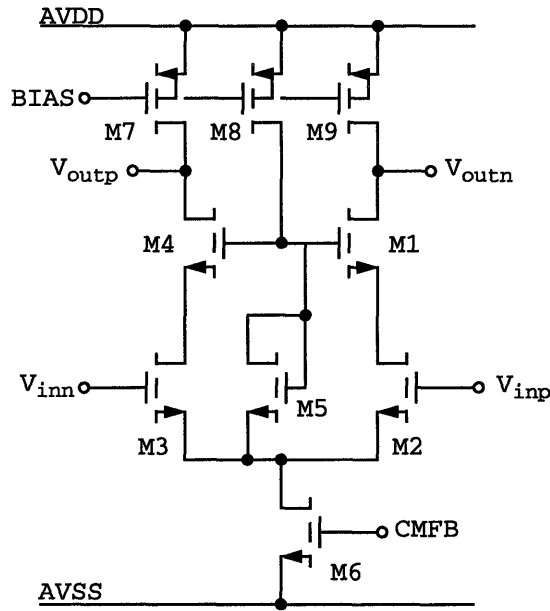 AVDD
BIAS
M7 M8 M9
Voutp Voutn
M4 M1
Vinn M5 Vinp
M3 M2
CMFB
M6
AVSS